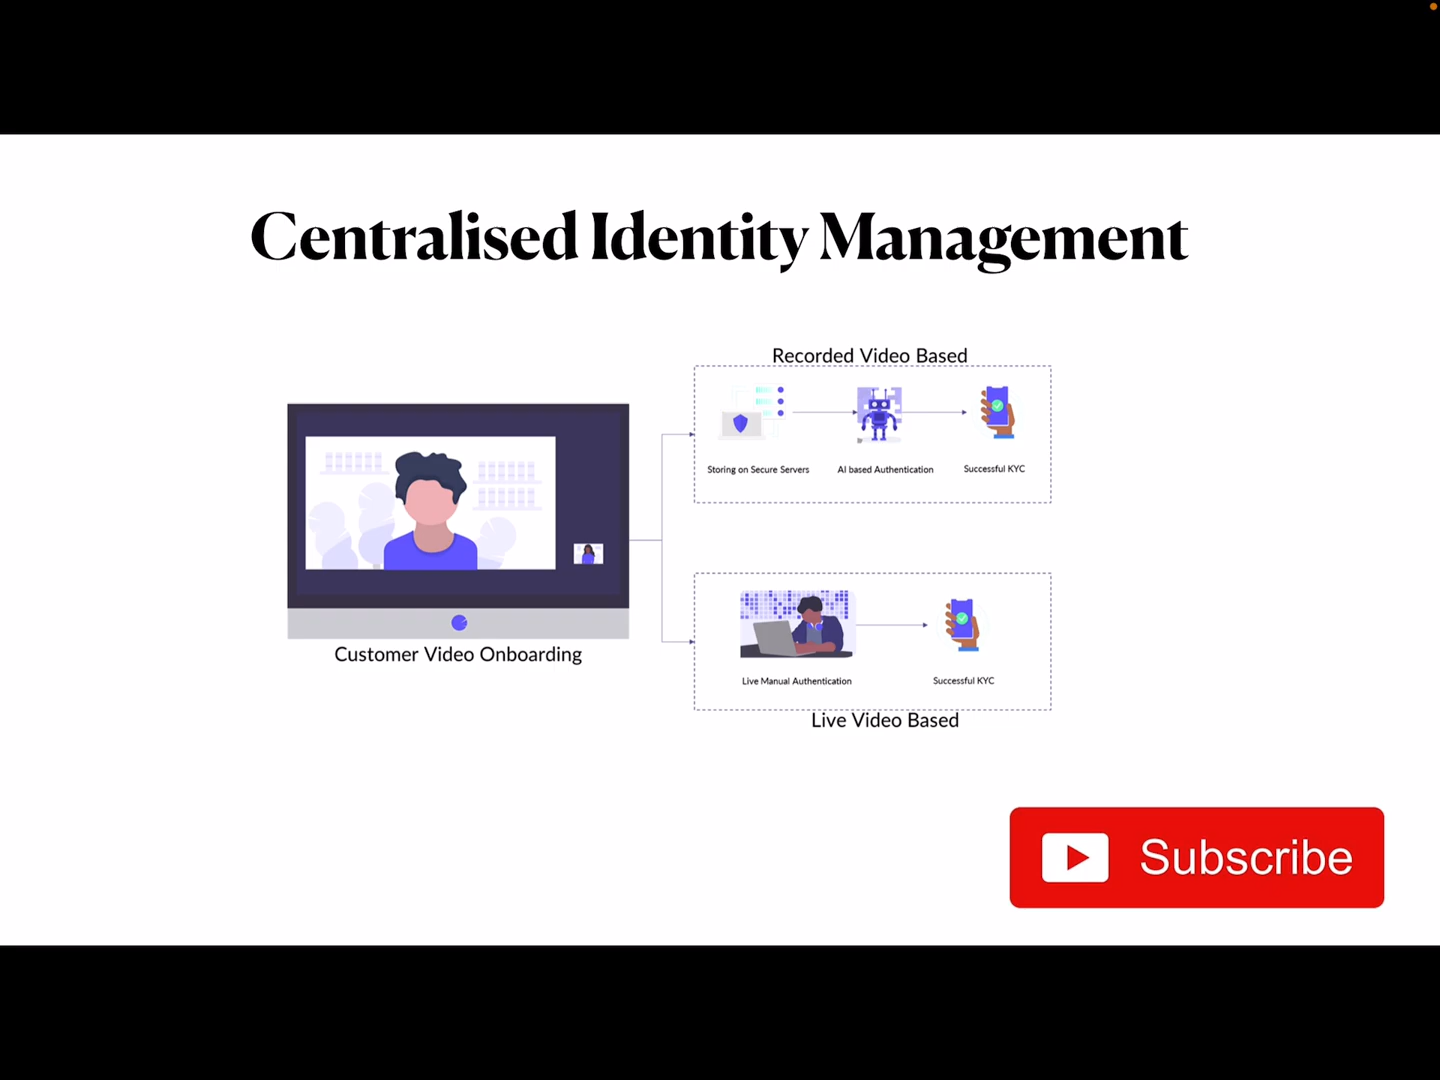 Centralised Identity Management
Recorded Video Based
Storing on Secure Servers
AI based Authentication
Successful KYC
Customer Video Onboarding
Live Manual Authentication
Successful KYC
Live Video Based
Subscribe